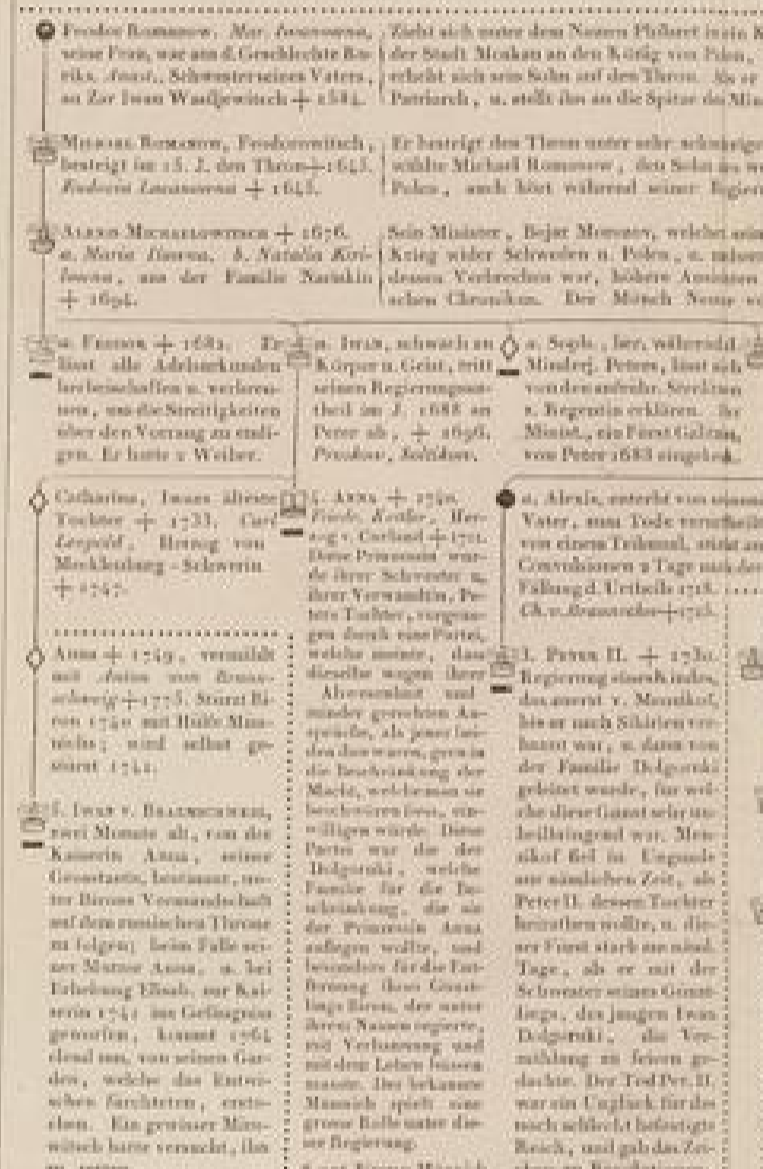 Feodor Romanow. Mar. Iwanowna,
seine Frau, war aus d. Geschlechte Ru-
riks. Anast., Schwester seines Vaters,
an Zar Iwan Wasiljewitsch + 1584.
Zieht sich unter dem Namen Philaret in ein
der Stadt Moskau an den König von Polen,
erhebt sich sein Sohn auf den Thron. Als er
Patriarch, u. stellt ihn an die Spitze des
Michael Romanow, Feodorowitsch,
besteigt im 15. J. den Thron + 1645.
Eudoxia + 1645.
Er besteigt den Thron unter sehr
wählte Michael Romanow, den Sohn
Polen, auch hört während seiner
Alexis Michaelowitsch + 1676.
a. Maria b. Natalia Kiri-
lowna, aus der Familie Nariskin
+ 1694.
Sein Minister, Bojar Morozov, welcher
Krieg wider Schweden u. Polen, u.
dessen Verbrechen war, höhere Ansichten
schen Chroniken. Der Mönch
a. Feodor + 1682. Er
lässt alle Adelsurkunden
herbeischaffen u. verbren-
nen, um die Streitigkeiten
über den Vorrang zu endi-
gen. Er hatte 2 Weiber.
a. Iwan, schwach an
Körper u. Geist, tritt
seinen Regierungsan-
theil im J. 1688 an
Peter ab, + 1696.
Praskow. Soltikow.
a. Soph., her, während d.
Minderj. Peters, lässt sich
von den aufrühr. Strelitzen
z. Regentin erklären. Ihr
Minist., ein Fürst Galitzin,
von Peter 1683
Catharina, Iwans älteste
Tochter + 1733. Carl
Leopold, Herzog von
Mecklenburg-Schwerin
+ 1747.
4. Anna + 1740.
Friedr. Kettler, Her-
zog v. Curland + 1711.
Diese Prinzessin wur-
de ihrer Schwester u.
ihrer Verwandtin, Pe-
ters Tochter, vorgezo-
gen durch eine Partei,
welche meinte, dass
dieselbe wegen ihrer
Abwesenheit und
minder gerechten An-
sprüche, als jener bei-
den den waren, gern in
die Beschränkung der
Macht, welche man sie
beschwören liess, ein-
willigen würde. Diese
Partei war die der
Dolgoruki, welche
Familie für die Be-
schränkung, die sie
der Prinzessin Anna
auflegen wollte, und
besonders für die Ent-
fernung ihres Günst-
lings Biron, der unter
ihrem Namen regierte,
mit Verbannung und
mit dem Leben büssen
musste. Der bekannte
Münnich spielt eine
grosse Rolle unter die-
ser Regierung.
a. Alexis, enterbt von seinem
Vater, zum Tode verurtheilt
von einem Tribunal, stirbt an
Convulsionen 2 Tage nach der
Fällung d. Urtheils 1718.
Ch. v. Braunschw. + 1715.
Anna + 1749, vermählt
mit Anton von Braun-
schweig + 1775. Stürzt Bi-
ron 1740 mit Hülfe Mün-
nichs; wird selbst ge-
stürzt 1741.
3. Peter II. + 1730.
Regierung eines Kindes,
das zuerst v. Menzikof,
bis er nach Sibirien ver-
bannt war, u. dann von
der Familie Dolgoruki
geleitet wurde, für wel-
che diese Gunst sehr un-
heilbringend war. Men-
zikof fiel in Ungnade
zur nämlichen Zeit, als
Peter II. dessen Tochter
heirathen wollte, u. die-
ser Fürst starb am näml.
Tage, als er mit der
Schwester seines Günst-
lings, des jungen Iwan
Dolgoruki, die Ver-
mählung zu feiern ge-
dachte. Der Tod Pet. II.
war ein Unglück für das
noch schlecht befestigte
Reich, und gab das Zei-
5. Iwan v. Braunschweig,
zwei Monate alt, von der
Kaiserin Anna, seiner
Grosstante, bestimmt, un-
ter Birons Vormundschaft
auf dem russischen Throne
zu folgen; beim Falle sei-
ner Mutter Anna, u. bei
Erhebung Elisab. zur Kai-
serin 1741 ins Gefängniss
geworfen, kommt 1764
elend um, von seinen Gar-
den, welche das Entwi-
schen fürchteten, ersto-
chen. Ein gewisser Miro-
witsch hatte versucht, ihn